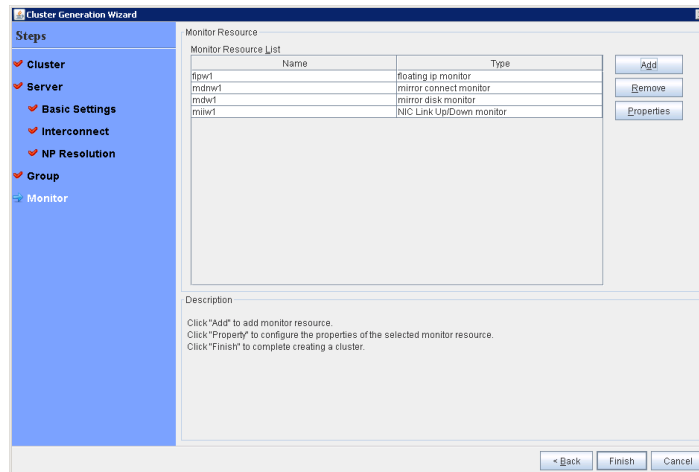 Cluster Generation Wizard
Steps
Cluster
Server
Basic Settings
Interconnect
NP Resolution
Group
Monitor
Monitor Resource
Monitor Resource List
Name Type
fipw1 floating ip monitor
mdnw1 mirror connect monitor
mdw1 mirror disk monitor
miiw1 NIC Link Up/Down monitor
Add
Remove
Properties
Description
Click "Add" to add monitor resource.
Click "Property" to configure the properties of the selected monitor resource.
Click "Finish" to complete creating a cluster.
< Back Finish Cancel